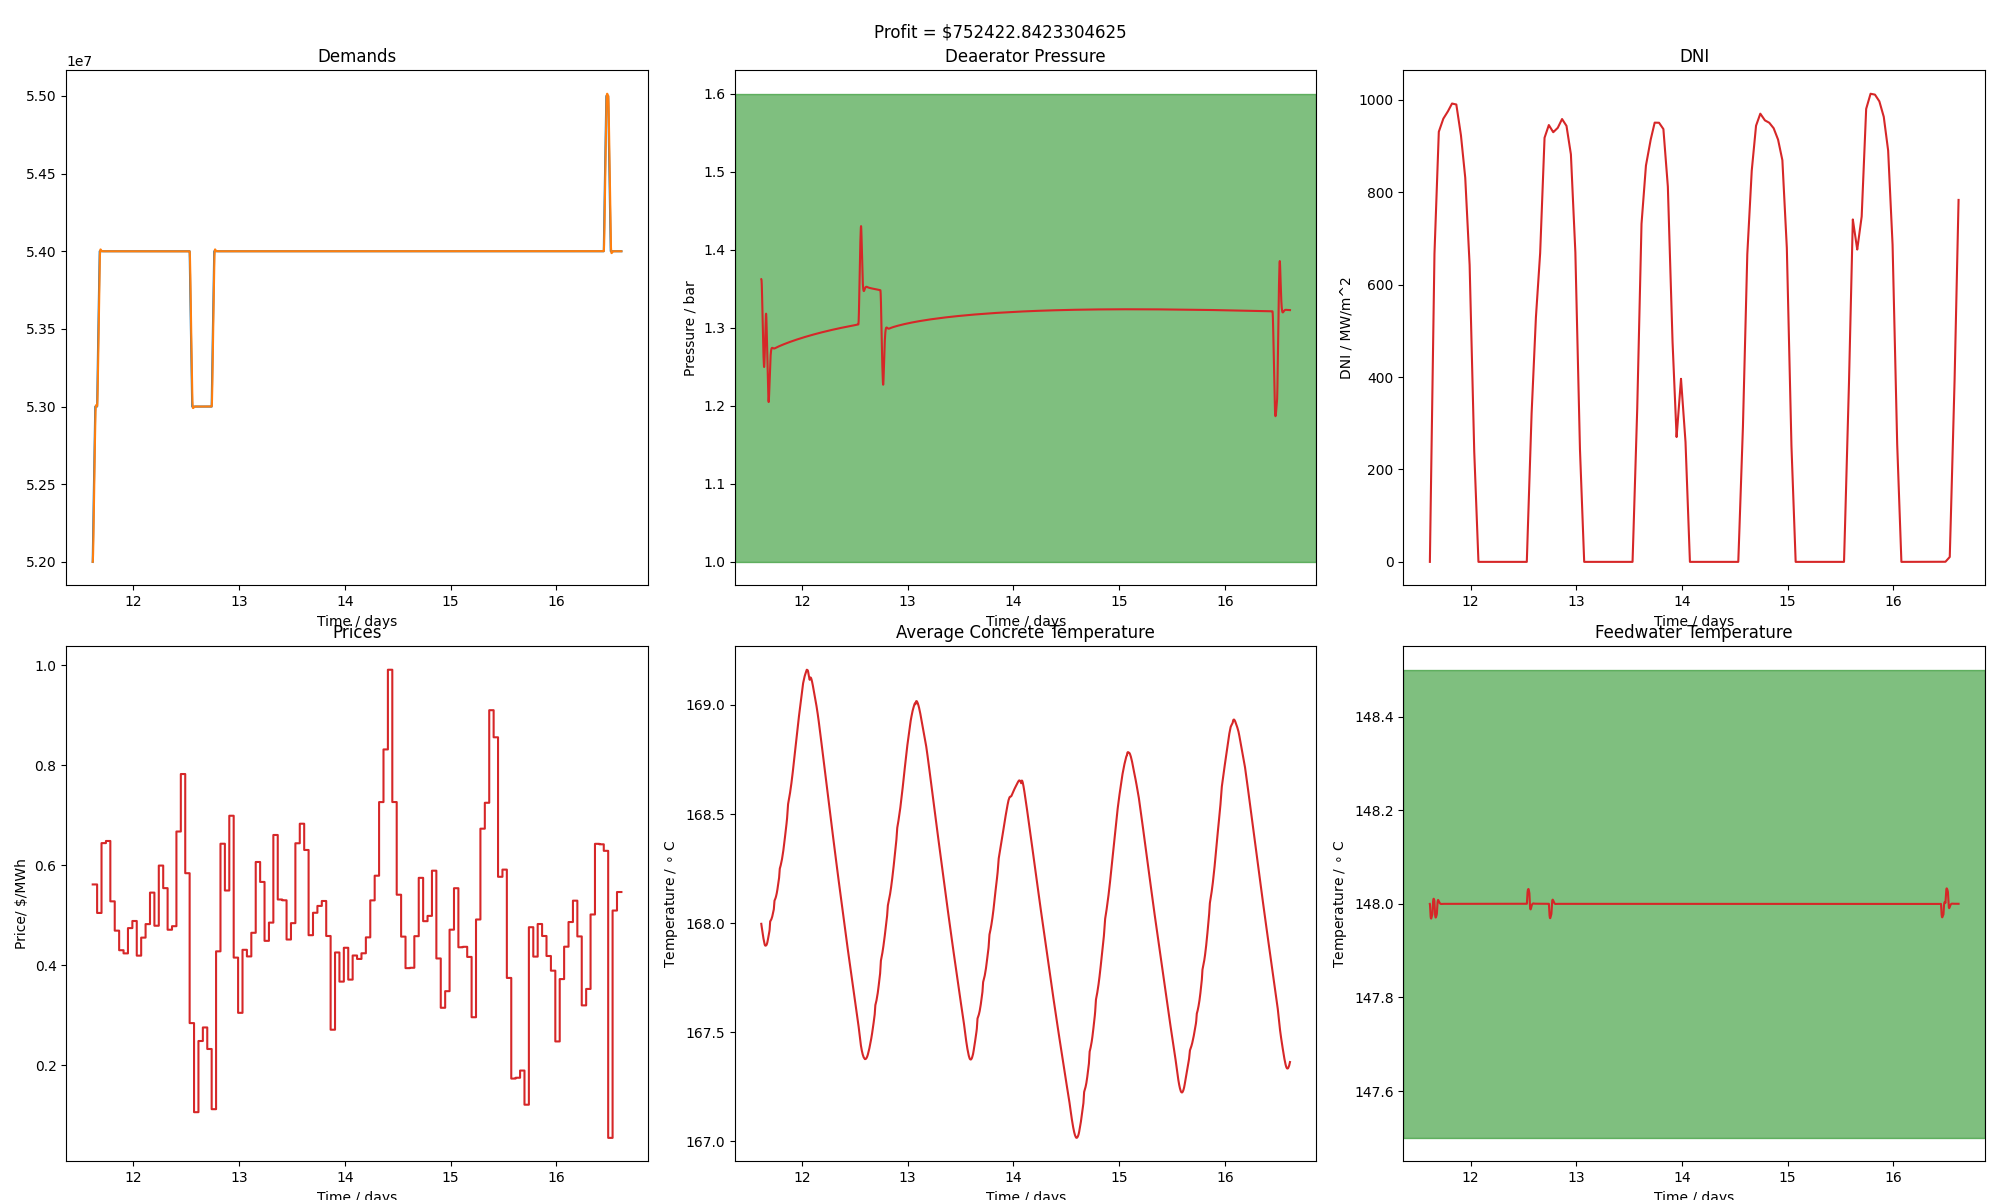 Profit = $752422.8423304625
Demands
1e7
5.50
5.45
5.40
5.35
5.30
5.25
5.20
12 13 14 15 16
Time / days
Deaerator Pressure
Pressure / bar
1.6
1.5
1.4
1.3
1.2
1.1
1.0
12 13 14 15 16
Time / days
DNI
DNI / MW/m^2
1000
800
600
400
200
0
12 13 14 15 16
Time / days
Prices
Price/ $/MWh
1.0
0.8
0.6
0.4
0.2
12 13 14 15 16
Time / days
Average Concrete Temperature
Temperature / ∘ C
169.0
168.5
168.0
167.5
167.0
12 13 14 15 16
Time / days
Feedwater Temperature
Temperature / ∘ C
148.4
148.2
148.0
147.8
147.6
12 13 14 15 16
Time / days